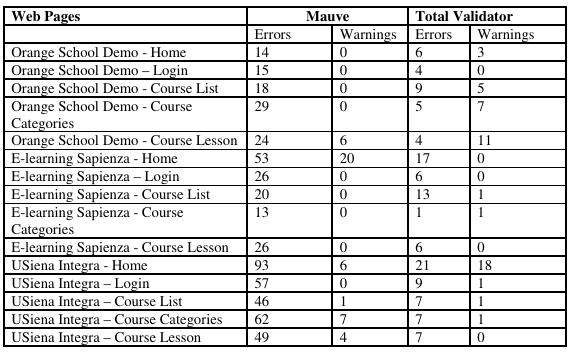 Web Pages Mauve Total Validator
Errors Warnings Errors Warnings
Orange School Demo - Home 14 0 6 3
Orange School Demo – Login 15 0 4 0
Orange School Demo - Course List 18 0 9 5
Orange School Demo - Course 29 0 5 7
Categories
Orange School Demo - Course Lesson 24 6 4 11
E-learning Sapienza - Home 53 20 17 0
E-learning Sapienza – Login 26 0 6 0
E-learning Sapienza - Course List 20 0 13 1
E-learning Sapienza - Course 13 0 1 1
Categories
E-learning Sapienza - Course Lesson 26 0 6 0
USiena Integra - Home 93 6 21 18
USiena Integra – Login 57 0 9 1
USiena Integra – Course List 46 1 7 1
USiena Integra – Course Categories 62 7 7 1
USiena Integra – Course Lesson 49 4 7 0